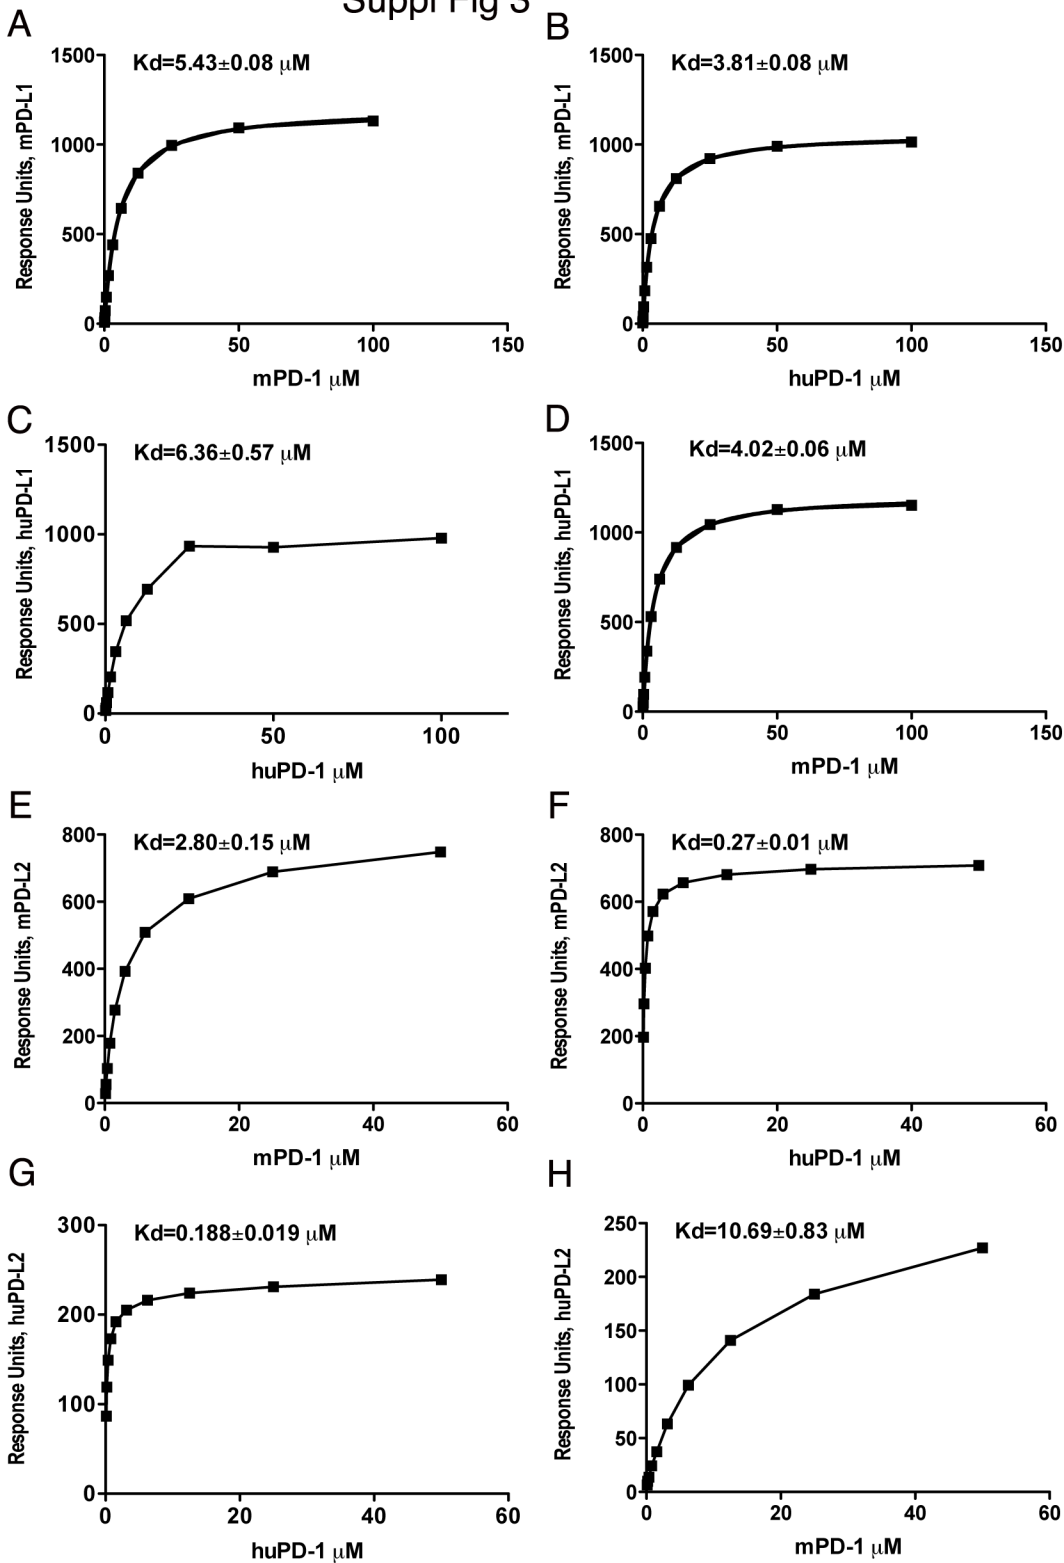 Suppl Fig 3
A
Kd=5.43±0.08 μM
Response Units, mPD-L1
1500
1000
500
0
0 50 100 150
mPD-1 μM
B
Kd=3.81±0.08 μM
Response Units, mPD-L1
1500
1000
500
0
0 50 100 150
huPD-1 μM
C
Kd=6.36±0.57 μM
Response Units, huPD-L1
1500
1000
500
0
0 50 100
huPD-1 μM
D
Kd=4.02±0.06 μM
Response Units, huPD-L1
1500
1000
500
0
0 50 100 150
mPD-1 μM
E
Kd=2.80±0.15 μM
Response Units, mPD-L2
800
600
400
200
0
0 20 40 60
mPD-1 μM
F
Kd=0.27±0.01 μM
Response Units, mPD-L2
800
600
400
200
0
0 20 40 60
huPD-1 μM
G
Kd=0.188±0.019 μM
Response Units, huPD-L2
300
200
100
0
0 20 40 60
huPD-1 μM
H
Kd=10.69±0.83 μM
Response Units, huPD-L2
250
200
150
100
50
0
0 20 40 60
mPD-1 μM